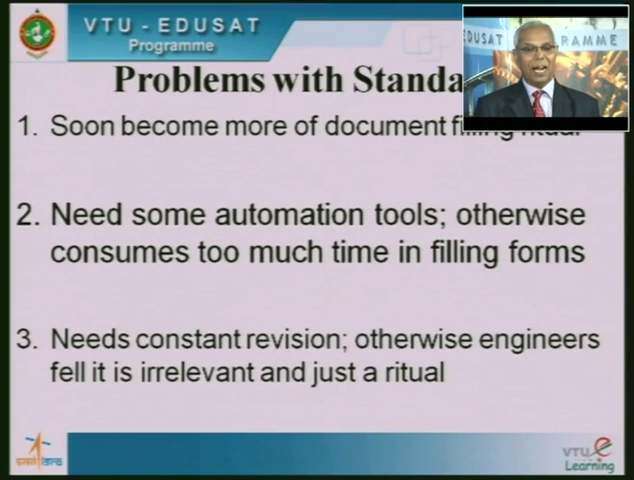 VTU - EDUSAT
Programme
EDUSAT
RAMME
Problems with Standa
1. Soon become more of document filling ritual
2. Need some automation tools; otherwise
consumes too much time in filling forms
3. Needs constant revision; otherwise engineers
fell it is irrelevant and just a ritual
VTU e
Learning